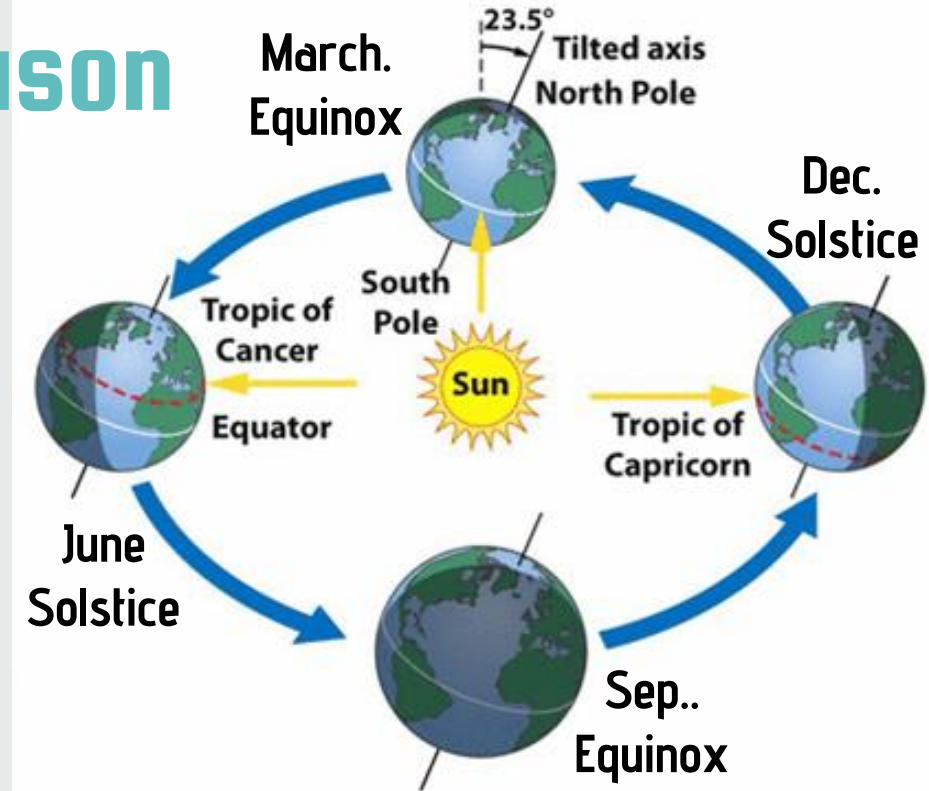 March.
Equinox
23.5°
Tilted axis
North Pole
Dec.
Solstice
South
Pole
Tropic of
Cancer
Equator
Sun
Tropic of
Capricorn
June
Solstice
Sep..
Equinox